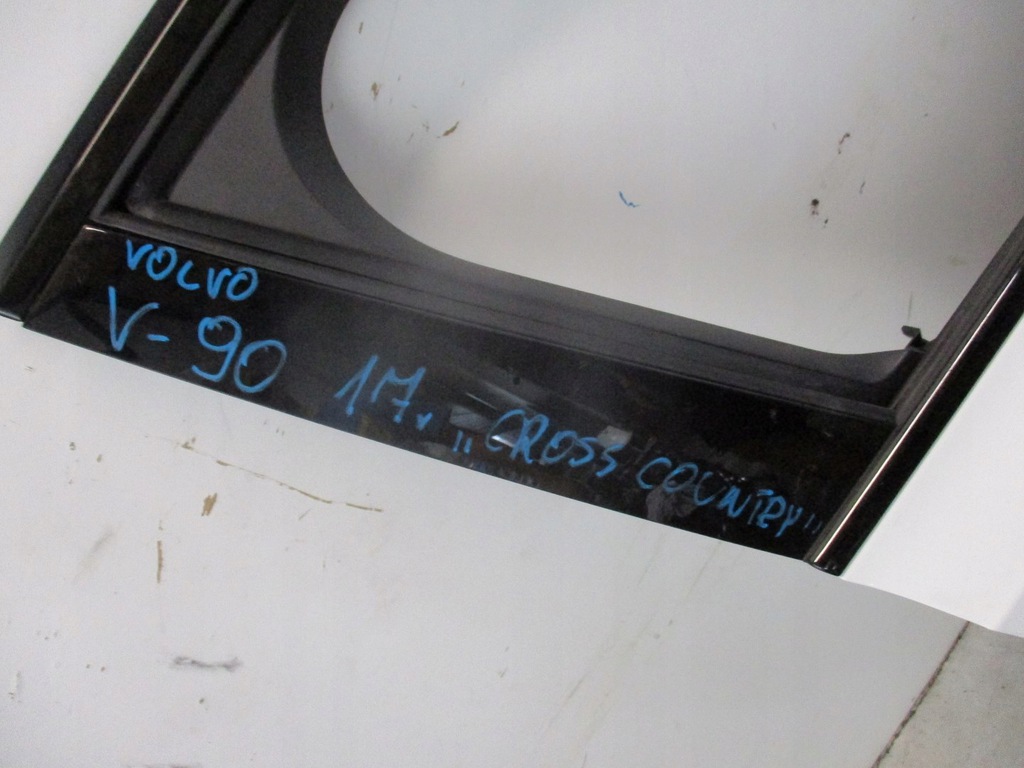 VOLVO
V-90 17. „CROSS COUNTRY"